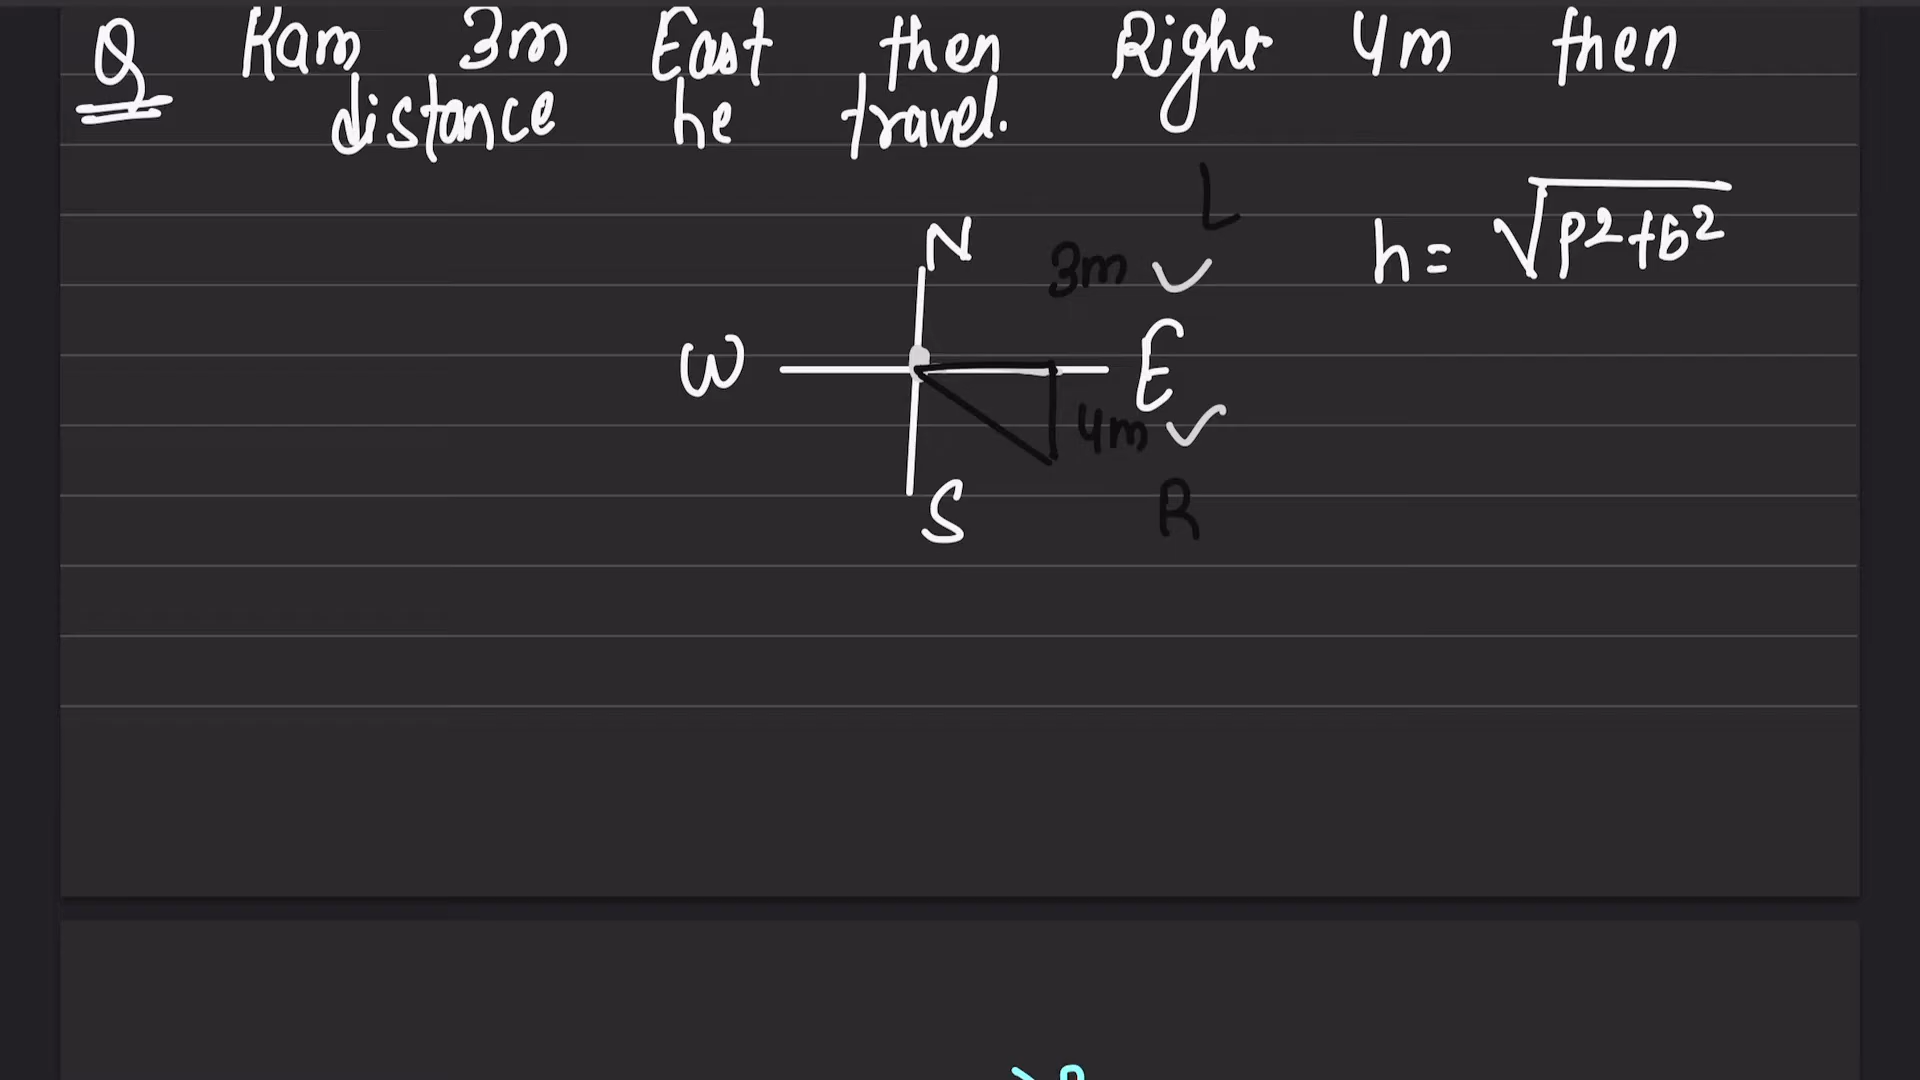 Q Ram 3m East then Right 4m then
distance he travel.
L
N
3m
h = √p²+b²
W
E
4m
S
R